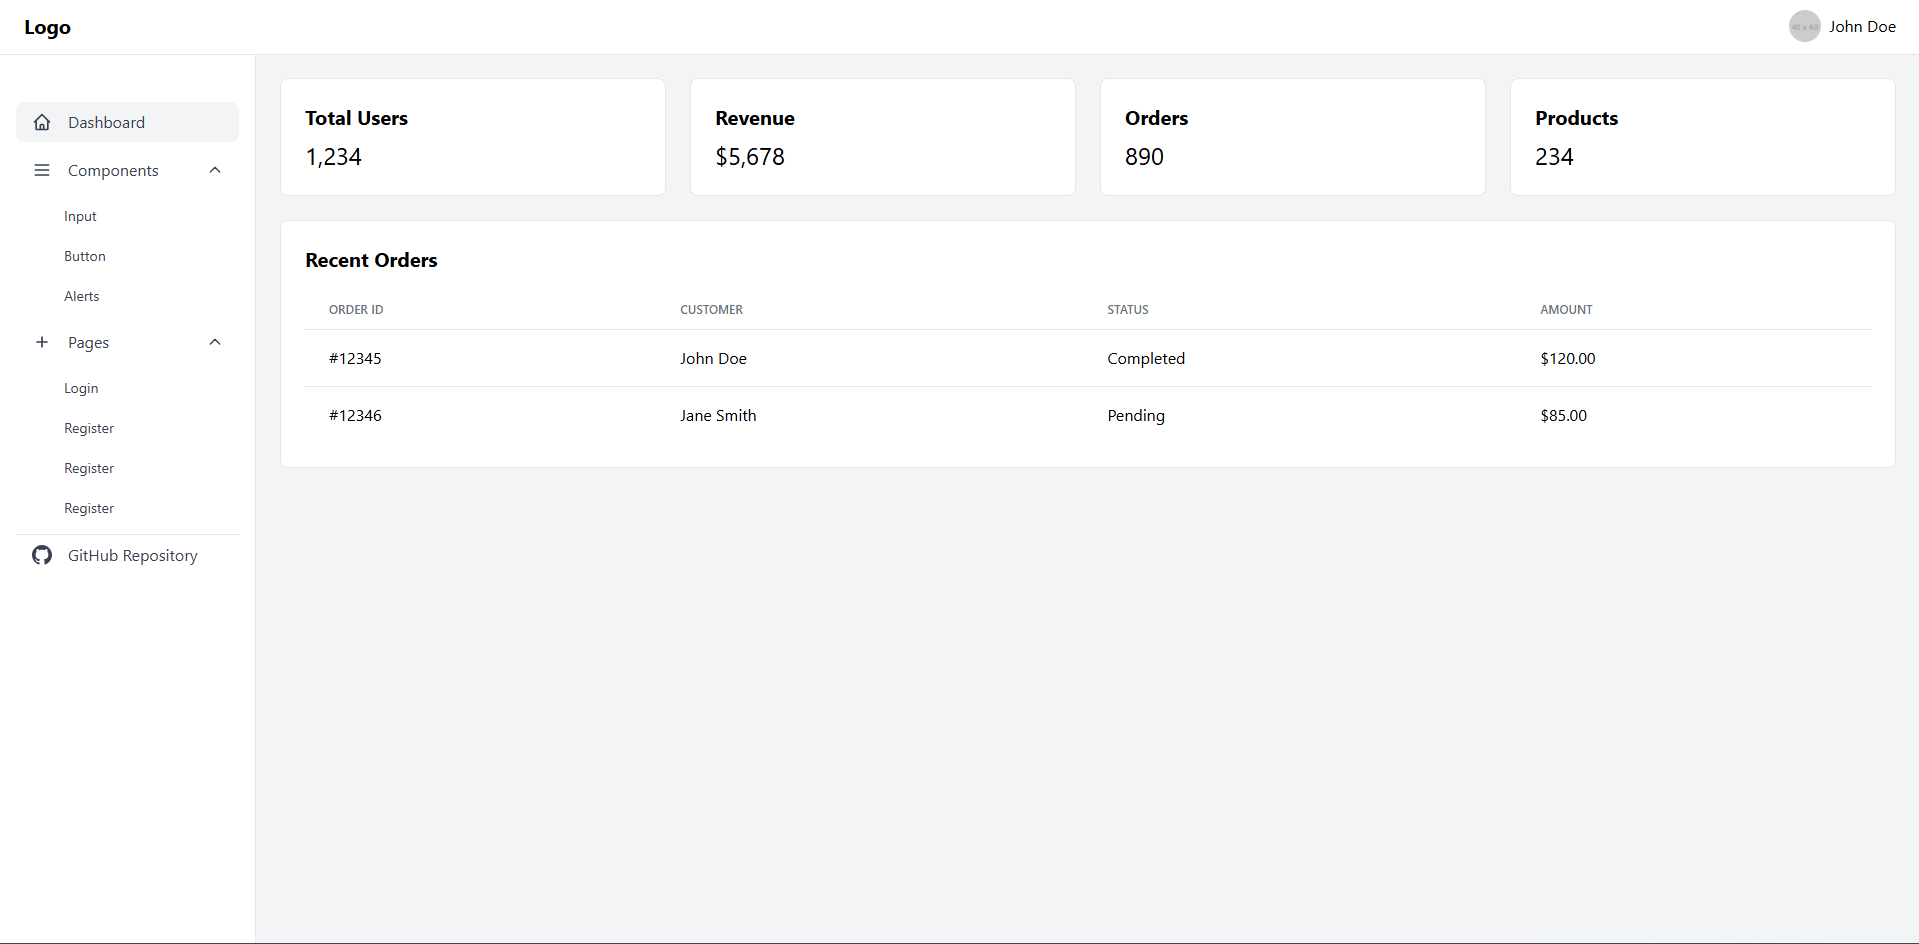 Logo
40 x 40
John Doe
Dashboard
Components
Input
Button
Alerts
Pages
Login
Register
Register
Register
GitHub Repository
Total Users
1,234
Revenue
$5,678
Orders
890
Products
234
Recent Orders
ORDER ID CUSTOMER STATUS AMOUNT
#12345 John Doe Completed $120.00
#12346 Jane Smith Pending $85.00